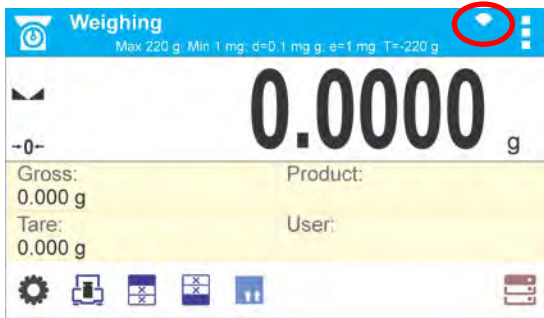 Weighing
Max 220 g: Min 1 mg: d=0.1 mg g: e=1 mg: T=-220 g
0.0000 g
→0←
Gross: Product:
0.000 g
Tare: User:
0.000 g